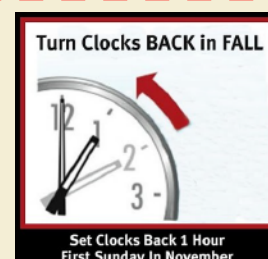 Turn Clocks BACK in FALL
12
1
2
3
Set Clocks Back 1 Hour
First Sunday In November